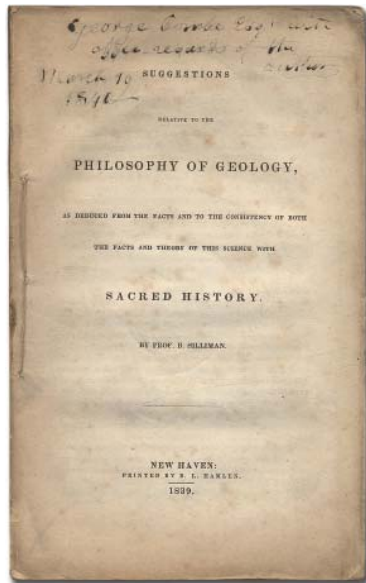 George Combe Esqr with
regards of the
author
March 10
1840
SUGGESTIONS
RELATIVE TO THE
PHILOSOPHY OF GEOLOGY,
AS DEDUCED FROM THE FACTS AND TO THE CONSISTENCY OF BOTH
THE FACTS AND THEORY OF THIS SCIENCE WITH
SACRED HISTORY.
BY PROF. B. SILLIMAN.
NEW HAVEN:
PRINTED BY B. L. HAMLEN.
1839.